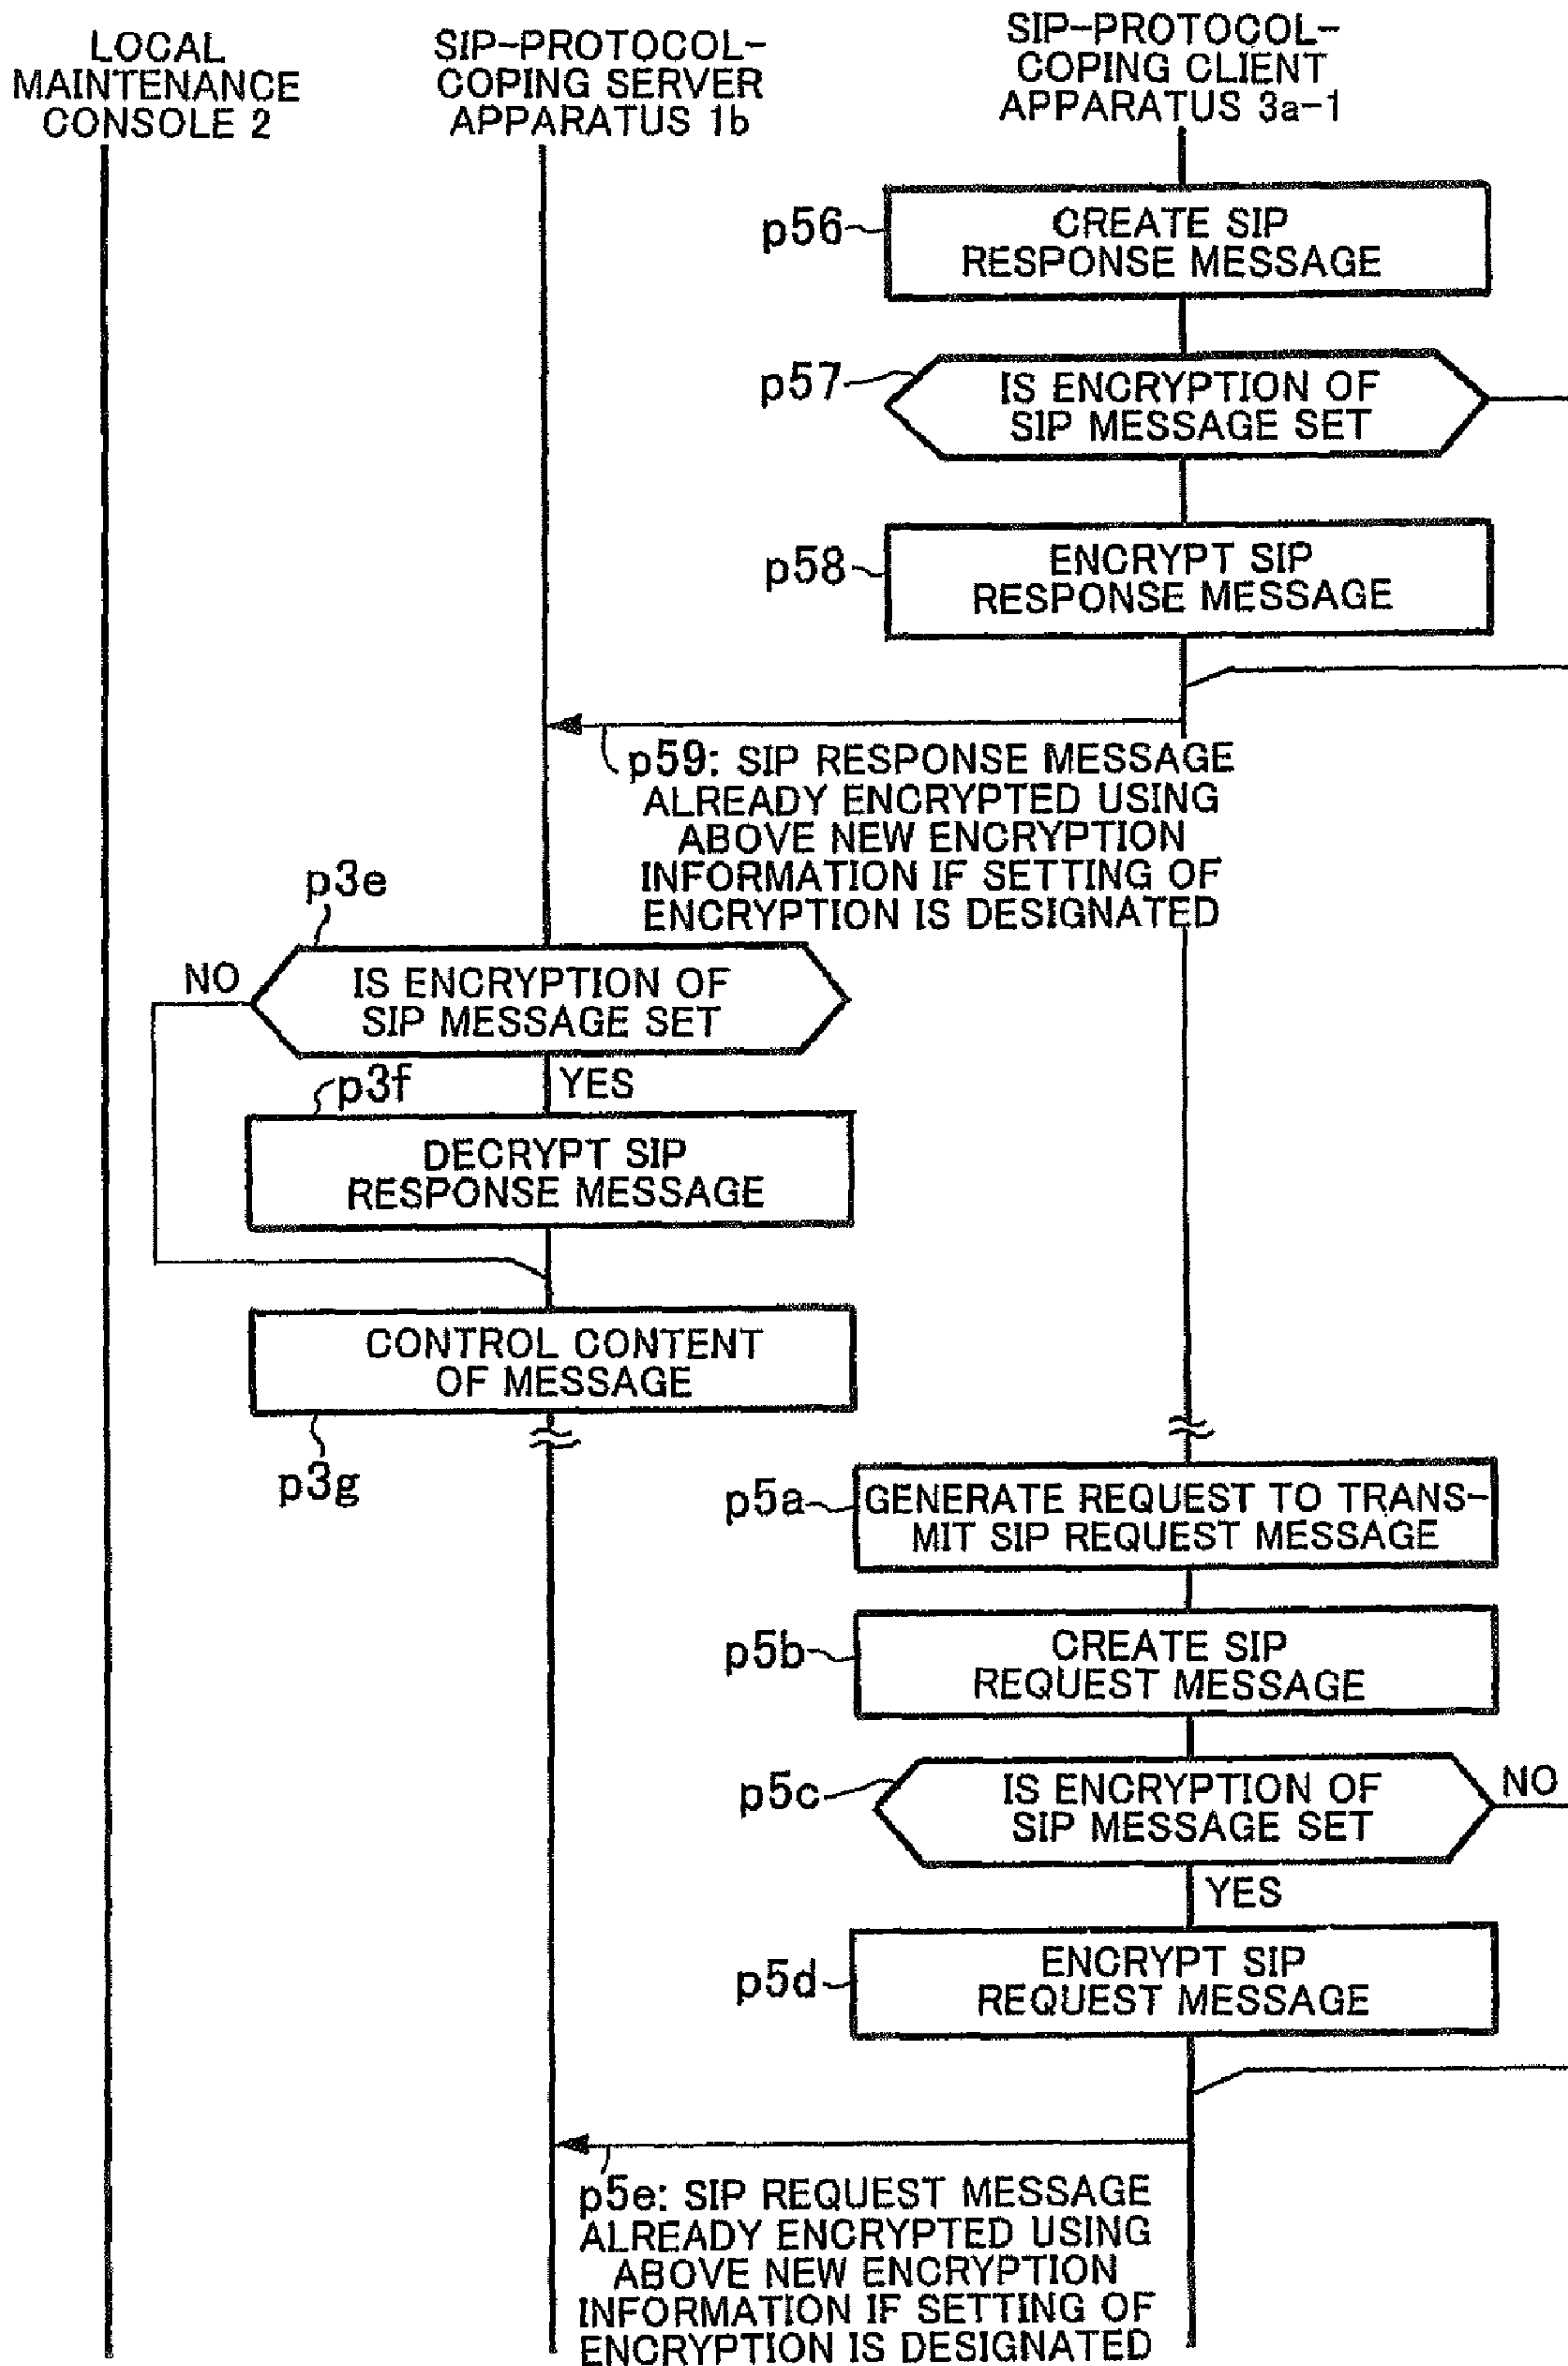 LOCAL
MAINTENANCE
CONSOLE 2
SIP-PROTOCOL-
COPING SERVER
APPARATUS 1b
SIP-PROTOCOL-
COPING CLIENT
APPARATUS 3a-1
p56
CREATE SIP
RESPONSE MESSAGE
p57
IS ENCRYPTION OF
SIP MESSAGE SET
p58
ENCRYPT SIP
RESPONSE MESSAGE
p59: SIP RESPONSE MESSAGE
ALREADY ENCRYPTED USING
ABOVE NEW ENCRYPTION
INFORMATION IF SETTING OF
ENCRYPTION IS DESIGNATED
p3e
NO
IS ENCRYPTION OF
SIP MESSAGE SET
YES
p3f
DECRYPT SIP
RESPONSE MESSAGE
CONTROL CONTENT
OF MESSAGE
p3g
p5a
GENERATE REQUEST TO TRANS-
MIT SIP REQUEST MESSAGE
p5b
CREATE SIP
REQUEST MESSAGE
p5c
IS ENCRYPTION OF
SIP MESSAGE SET
NO
YES
p5d
ENCRYPT SIP
REQUEST MESSAGE
p5e: SIP REQUEST MESSAGE
ALREADY ENCRYPTED USING
ABOVE NEW ENCRYPTION
INFORMATION IF SETTING OF
ENCRYPTION IS DESIGNATED